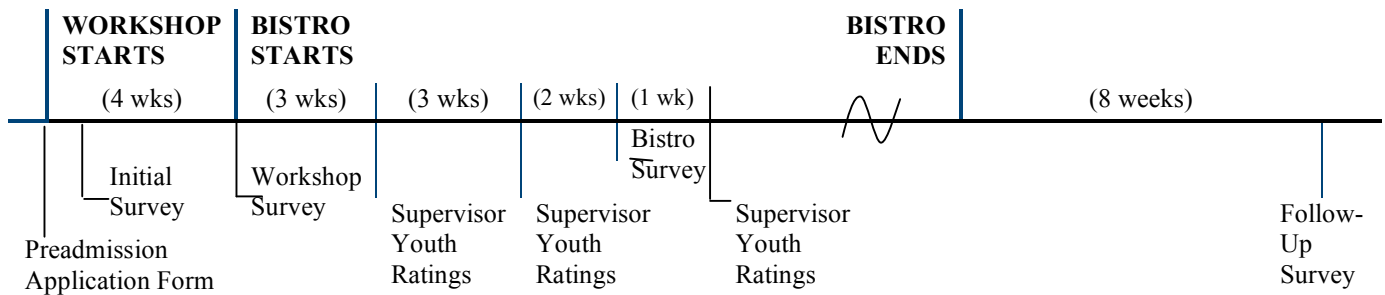 WORKSHOP
STARTS
BISTRO
STARTS
BISTRO
ENDS
(4 wks)
(3 wks)
(3 wks)
(2 wks)
(1 wk)
(8 weeks)
Initial
Survey
Workshop
Survey
Bistro
Survey
Preadmission
Application Form
Supervisor
Youth
Ratings
Supervisor
Youth
Ratings
Supervisor
Youth
Ratings
Follow-
Up
Survey